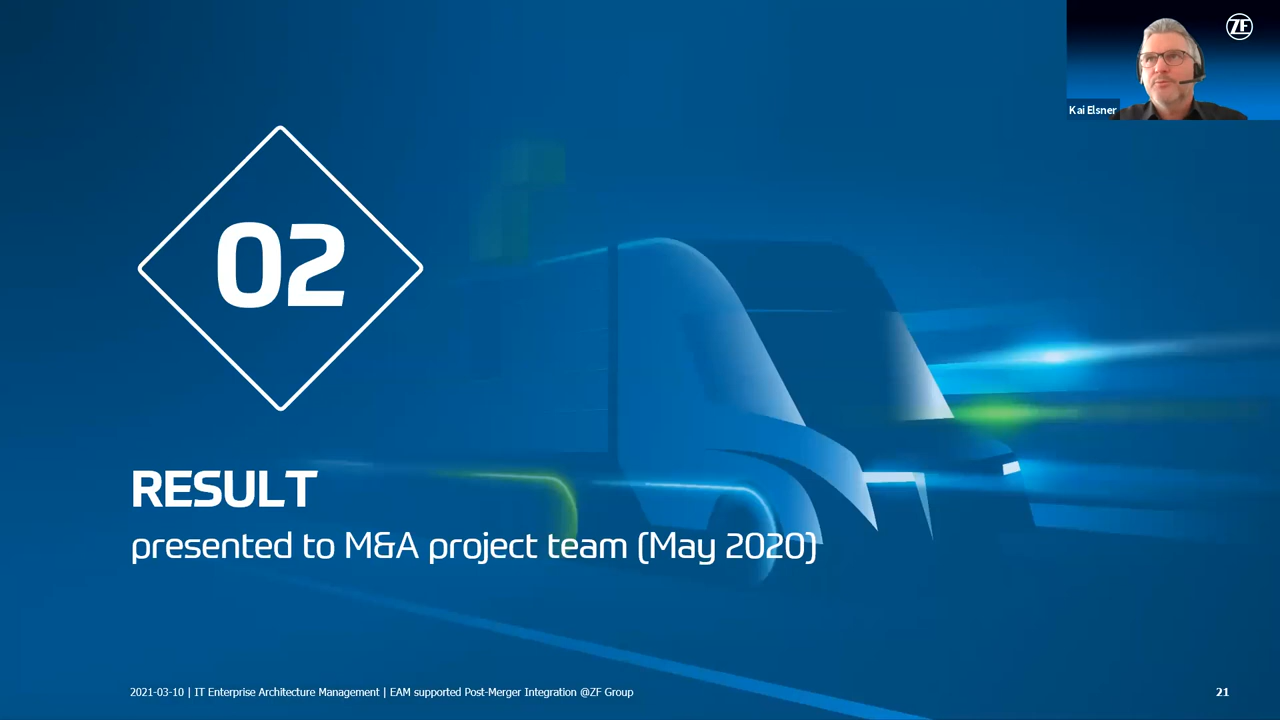 ZF
Kai Elsner
02
RESULT
presented to M&A project team (May 2020)
2021-03-10 | IT Enterprise Architecture Management | EAM supported Post-Merger Integration @ZF Group
21